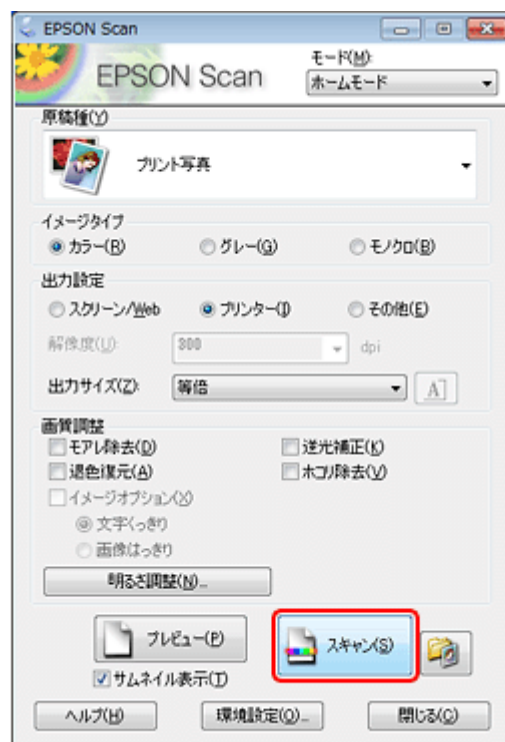 EPSON Scan
EPSON Scan
モード(M):
ホームモード
原稿種(Y)
プリント写真
イメージタイプ
カラー(R) グレー(G) モノクロ(B)
出力設定
スクリーン/Web プリンター(I) その他(E)
解像度(U): 300 dpi
出力サイズ(Z): 等倍 A
画質調整
モアレ除去(D) 逆光補正(K)
退色復元(A) ホコリ除去(V)
イメージオプション(X)
文字くっきり
画像はっきり
明るさ調整(N)...
プレビュー(P) スキャン(S)
サムネイル表示(T)
ヘルプ(H) 環境設定(O)... 閉じる(C)